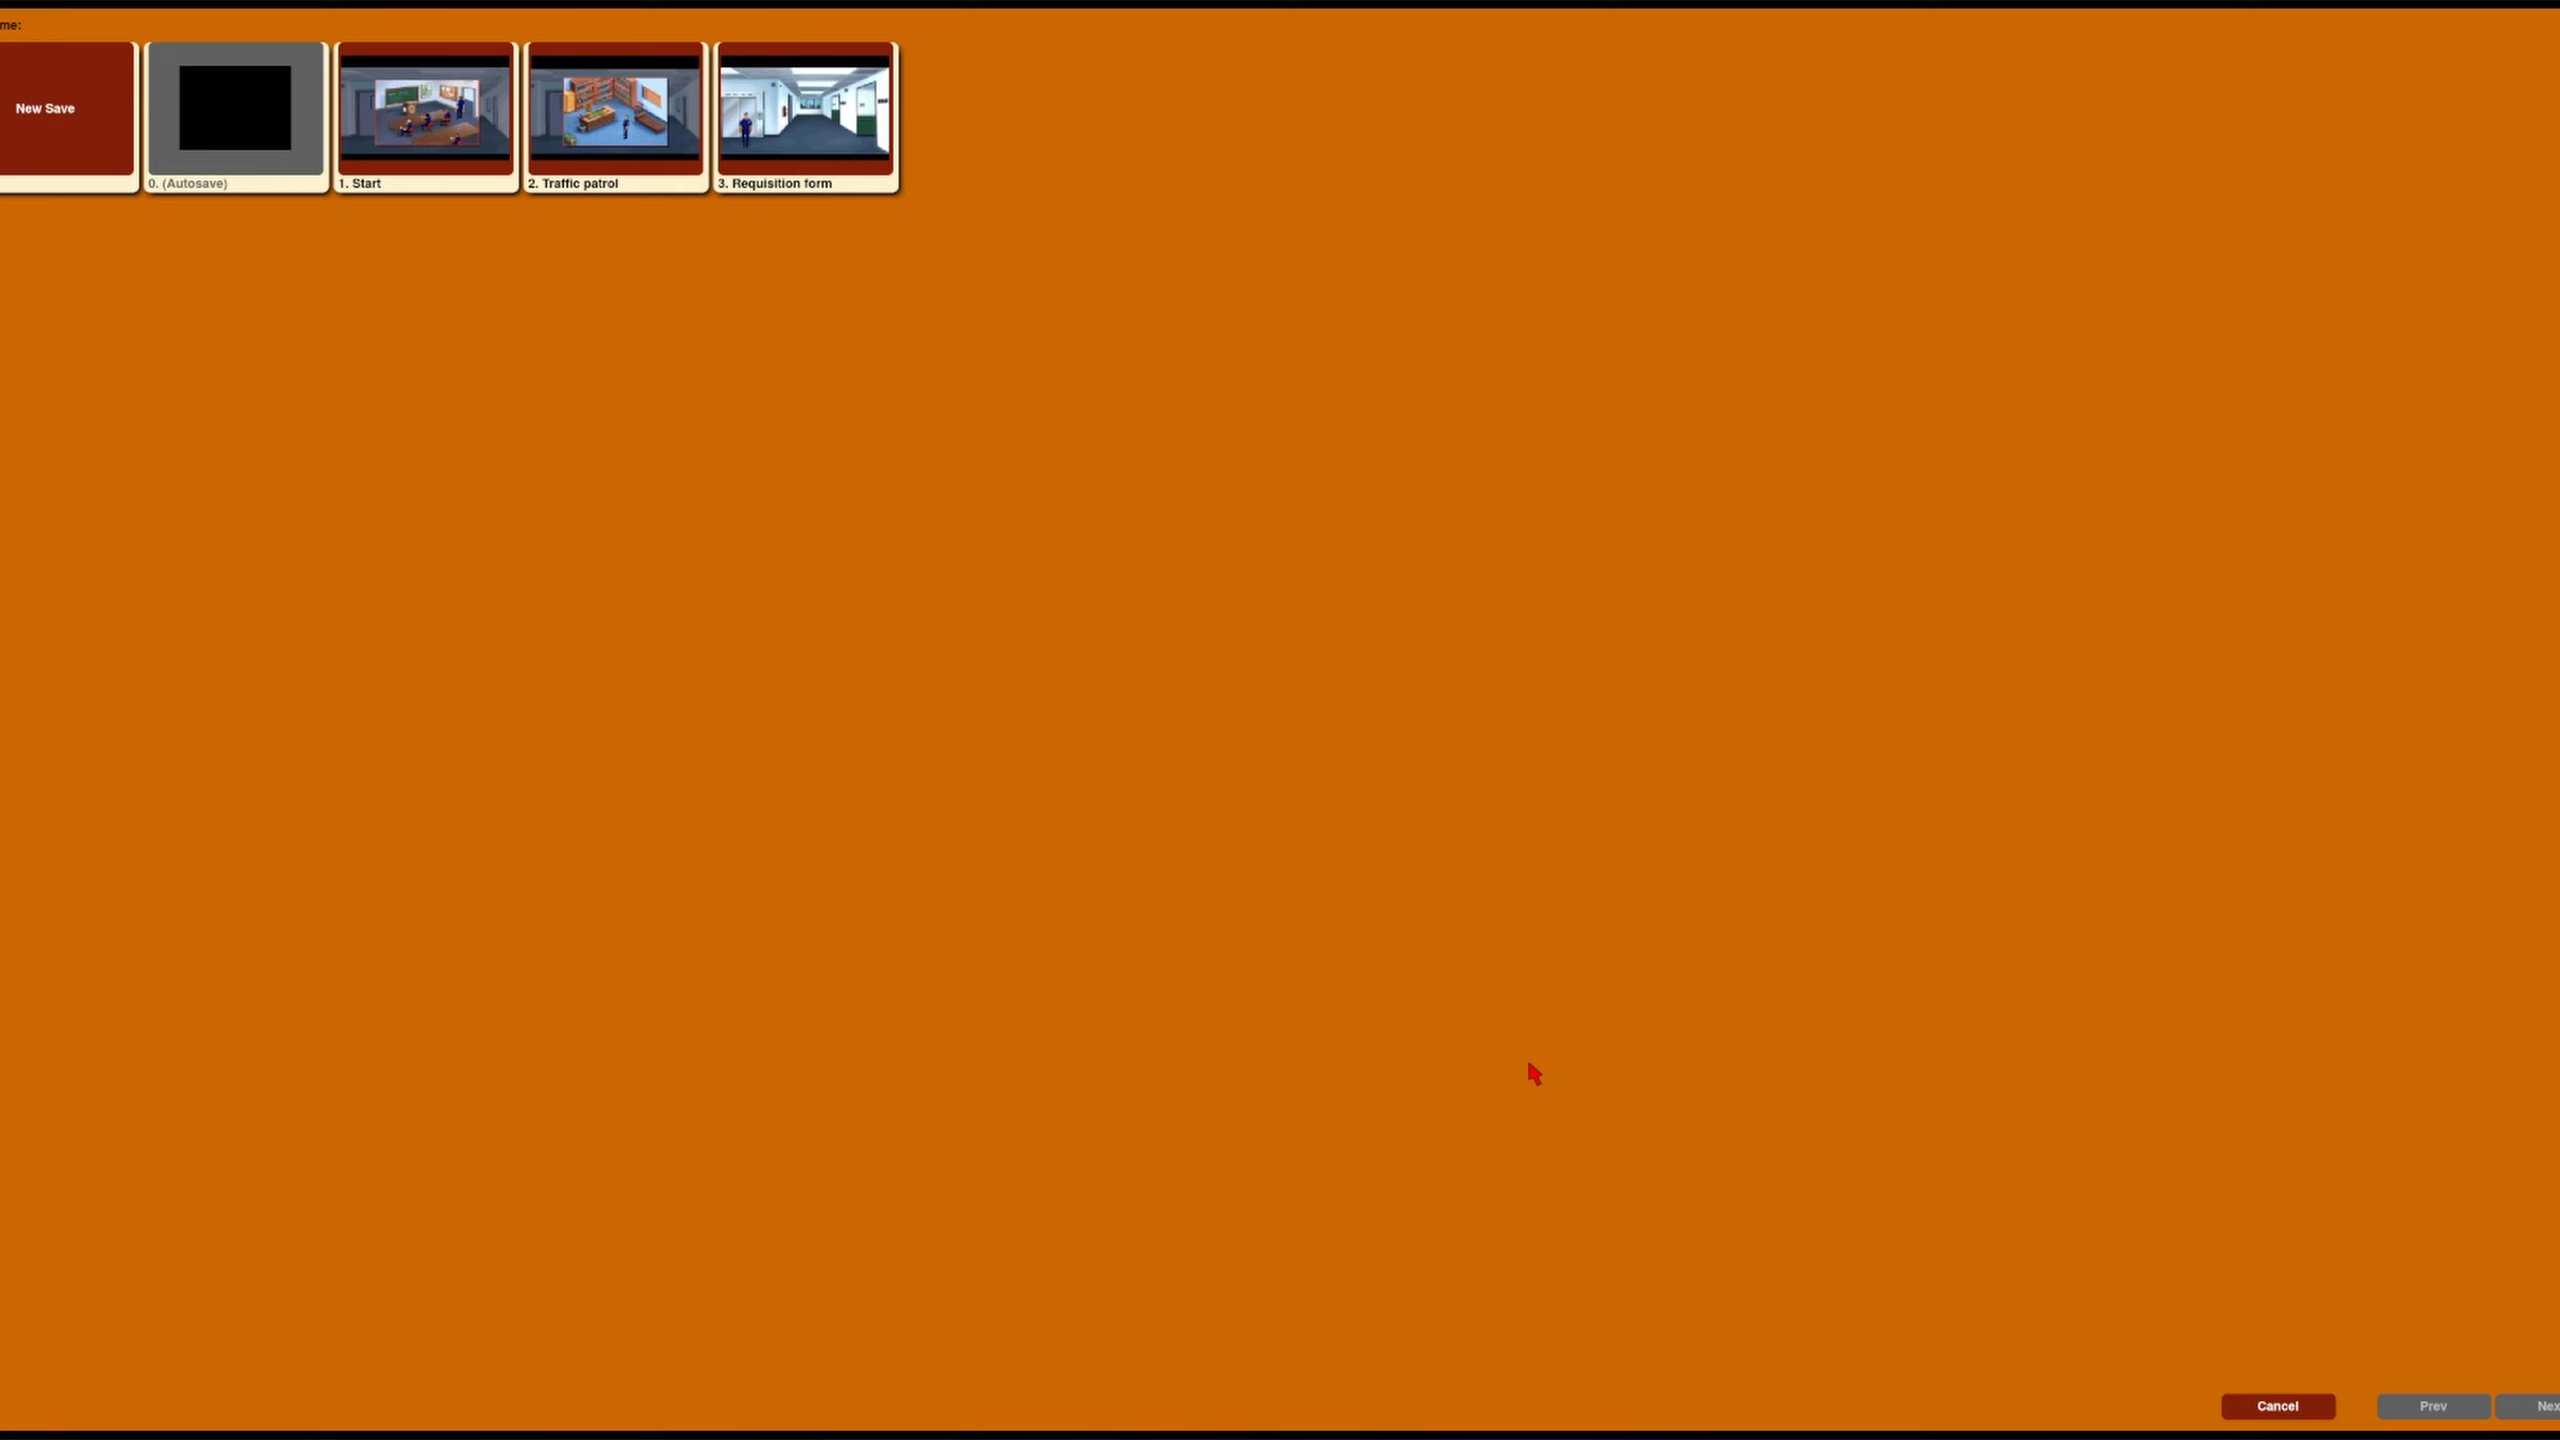 me:
New Save
0. (Autosave)
1. Start
2. Traffic patrol
3. Requisition form
Cancel
Prev
Nex